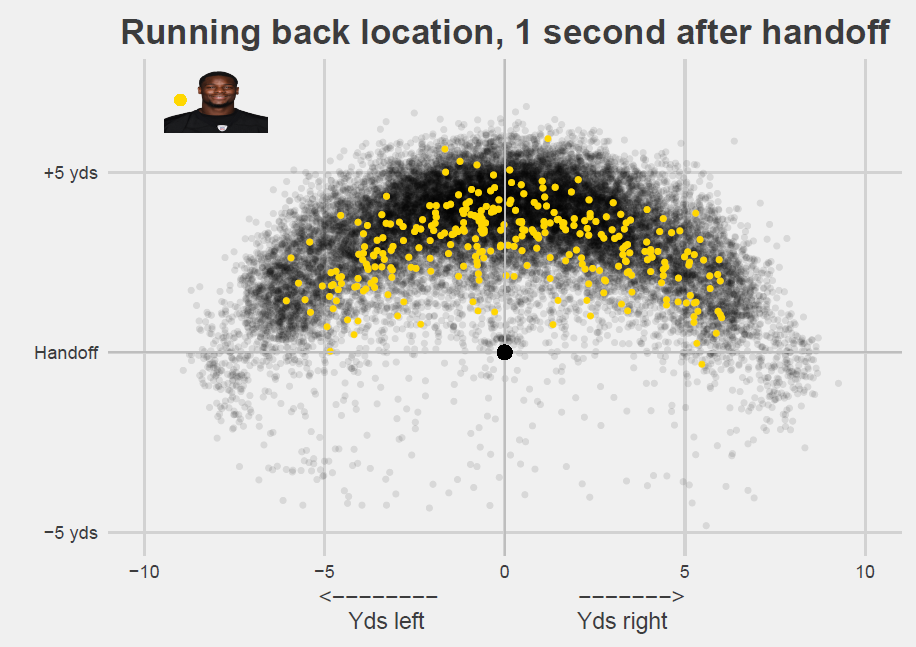 Running back location, 1 second after handoff
+5 yds
Handoff
−5 yds
−10 −5 0 5 10
<−−−−−−−− −−−−−−−>
Yds left Yds right